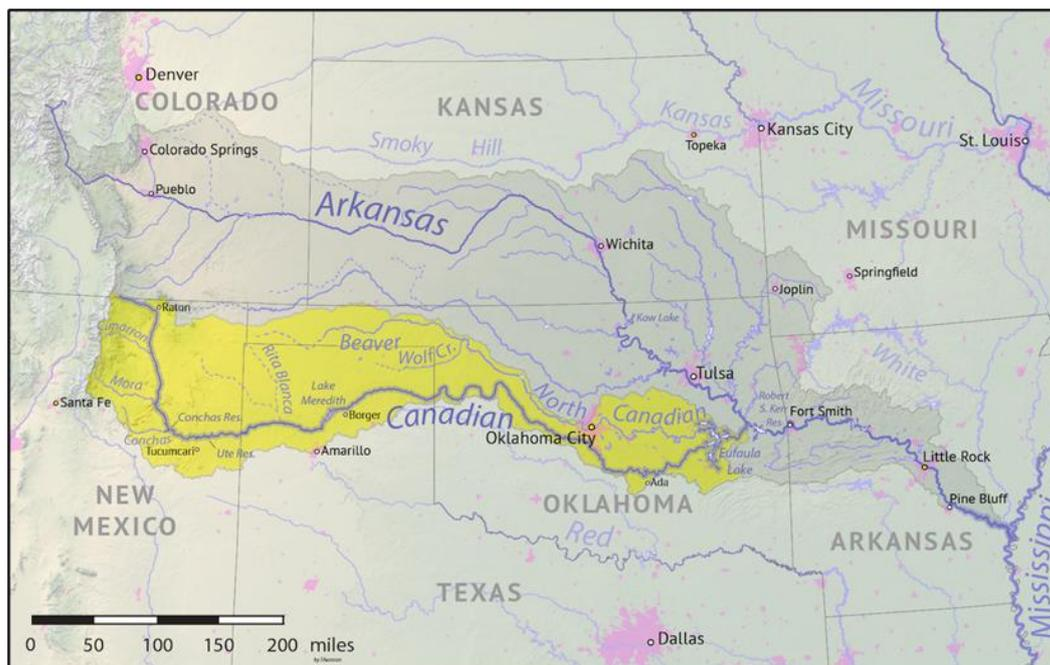 Denver
COLORADO
KANSAS
Kansas
Missouri
Kansas City
Topeka
St. Louis
Smoky Hill
Colorado Springs
Pueblo
Arkansas
Wichita
MISSOURI
Springfield
Joplin
Raton
Cimarron
Kaw Lake
Beaver
Wolf Cr.
Rita Blanca
White
Tulsa
Mora
Santa Fe
Lake
Meredith
Borger
Conchas Res.
Canadian
North
Canadian
Robert
S. Kerr
Res.
Fort Smith
Oklahoma City
Conchas
Tucumcari
Ute Res.
Amarillo
Eufaula
Lake
Little Rock
Ada
Pine Bluff
NEW
MEXICO
OKLAHOMA
Red
ARKANSAS
Mississippi
TEXAS
Dallas
0 50 100 150 200 miles
by Shannon